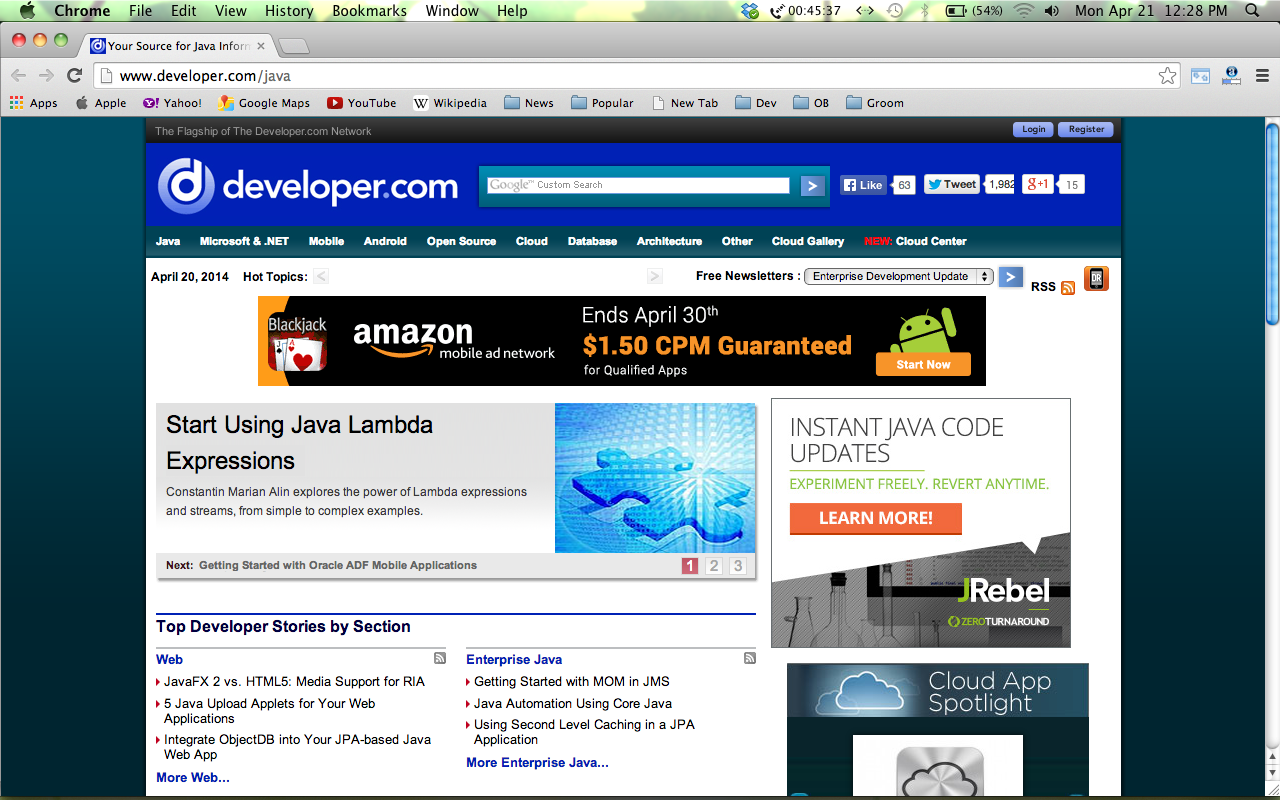 Chrome File Edit View History Bookmarks Window Help 00:45:37 (54%) Mon Apr 21 12:28 PM
Your Source for Java Inform
www.developer.com/java
Apps Apple Yahoo! Google Maps YouTube Wikipedia News Popular New Tab Dev OB Groom
The Flagship of The Developer.com Network Login Register
developer.com Google™ Custom Search > Like 63 Tweet 1,982 g+1 15
Java Microsoft & .NET Mobile Android Open Source Cloud Database Architecture Other Cloud Gallery NEW: Cloud Center
April 20, 2014 Hot Topics: < > Free Newsletters : Enterprise Development Update > RSS DR
Blackjack
amazon
mobile ad network
Ends April 30th
$1.50 CPM Guaranteed
for Qualified Apps
Start Now
Start Using Java Lambda
Expressions
Constantin Marian Alin explores the power of Lambda expressions
and streams, from simple to complex examples.
Next: Getting Started with Oracle ADF Mobile Applications 1 2 3
INSTANT JAVA CODE
UPDATES
EXPERIMENT FREELY. REVERT ANYTIME.
LEARN MORE!
JRebel
ZEROTURNAROUND
Top Developer Stories by Section
Web
JavaFX 2 vs. HTML5: Media Support for RIA
5 Java Upload Applets for Your Web
Applications
Integrate ObjectDB into Your JPA-based Java
Web App
More Web...
Enterprise Java
Getting Started with MOM in JMS
Java Automation Using Core Java
Using Second Level Caching in a JPA
Application
More Enterprise Java...
Cloud App
Spotlight